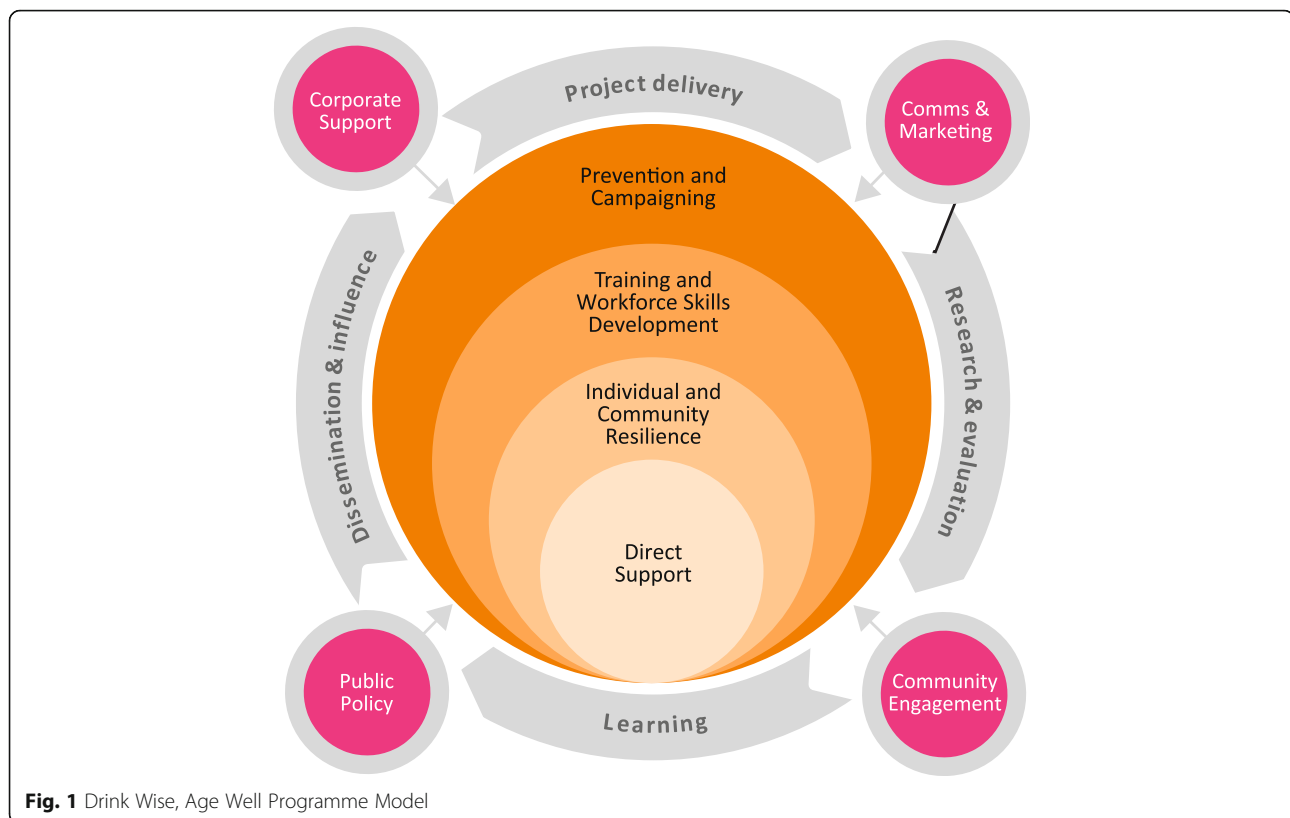 Project delivery
Corporate
Support
Comms &
Marketing
Prevention and
Campaigning
Training and
Workforce Skills
Development
Dissemination & influence
Research & evaluation
Individual and
Community
Resilience
Direct
Support
Public
Policy
Community
Engagement
Learning
Fig. 1 Drink Wise, Age Well Programme Model